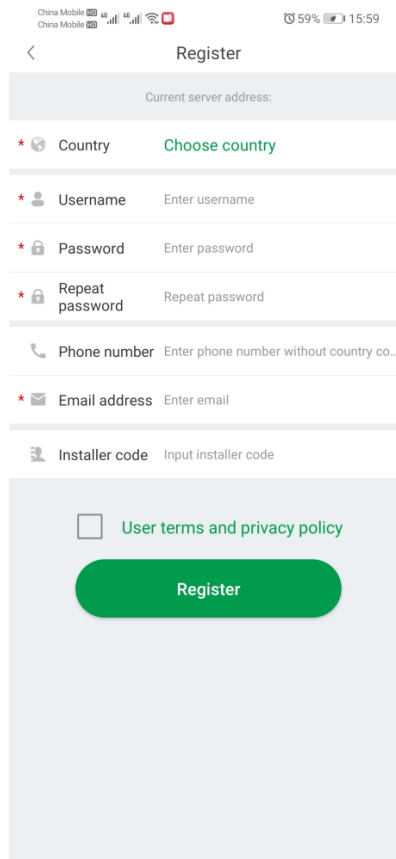 China Mobile HD 4G 4G 59% 15:59
China Mobile HD
Register
Current server address:
* Country Choose country
* Username Enter username
* Password Enter password
* Repeat password Repeat password
Phone number Enter phone number without country co..
* Email address Enter email
Installer code Input installer code
User terms and privacy policy
Register